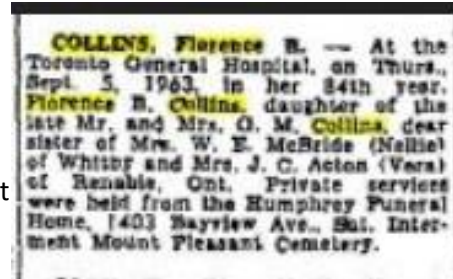 COLLINS, Florence B. — At the
Toronto General Hospital, on Thurs.,
Sept. 5, 1963, in her 84th year,
Florence B. Collins, daughter of the
late Mr. and Mrs. O. M. Collins, dear
sister of Mrs. W. E. McBride (Nellie)
of Whitby and Mrs. J. C. Acton (Vera)
t of Renable, Ont. Private services
were held from the Humphrey Funeral
Home, 1403 Bayview Ave., Sat. Inter-
ment Mount Pleasant Cemetery.